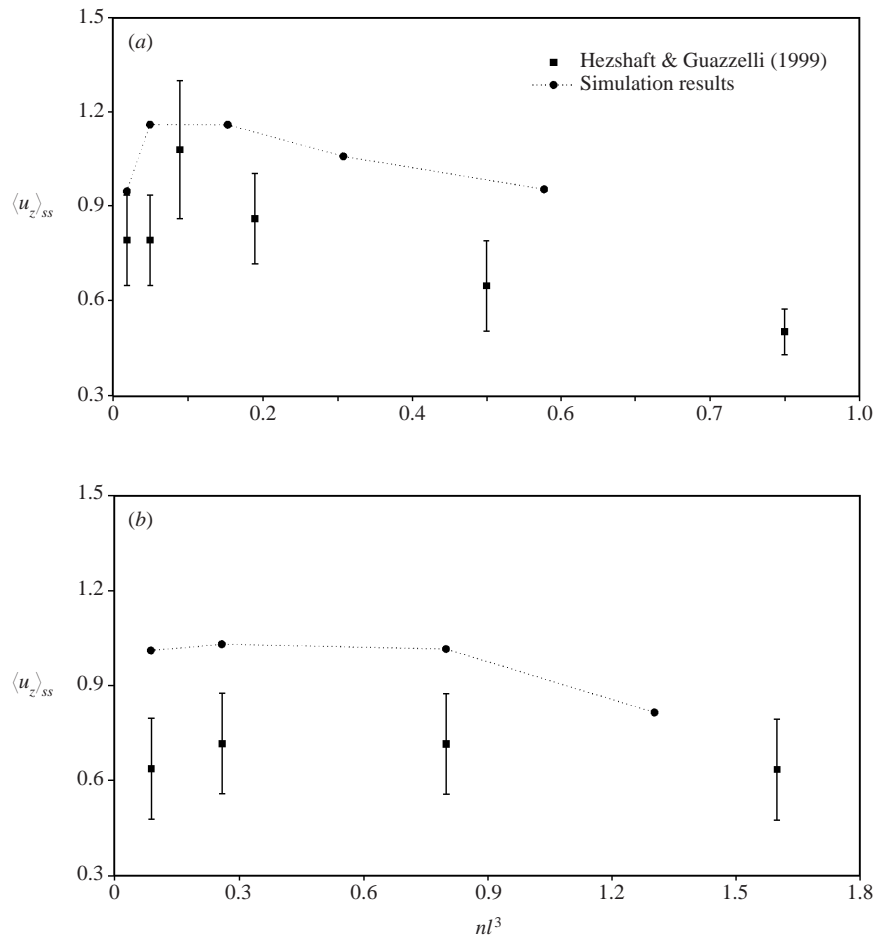 1.5
(a)
Hezshaft & Guazzelli (1999)
Simulation results
1.2
⟨u_z⟩_ss
0.9
0.6
0.3
0 0.2 0.4 0.6 0.7 1.0
1.5
(b)
1.2
⟨u_z⟩_ss
0.9
0.6
0.3
0 0.3 0.6 0.9 1.2 1.5 1.8
nl³